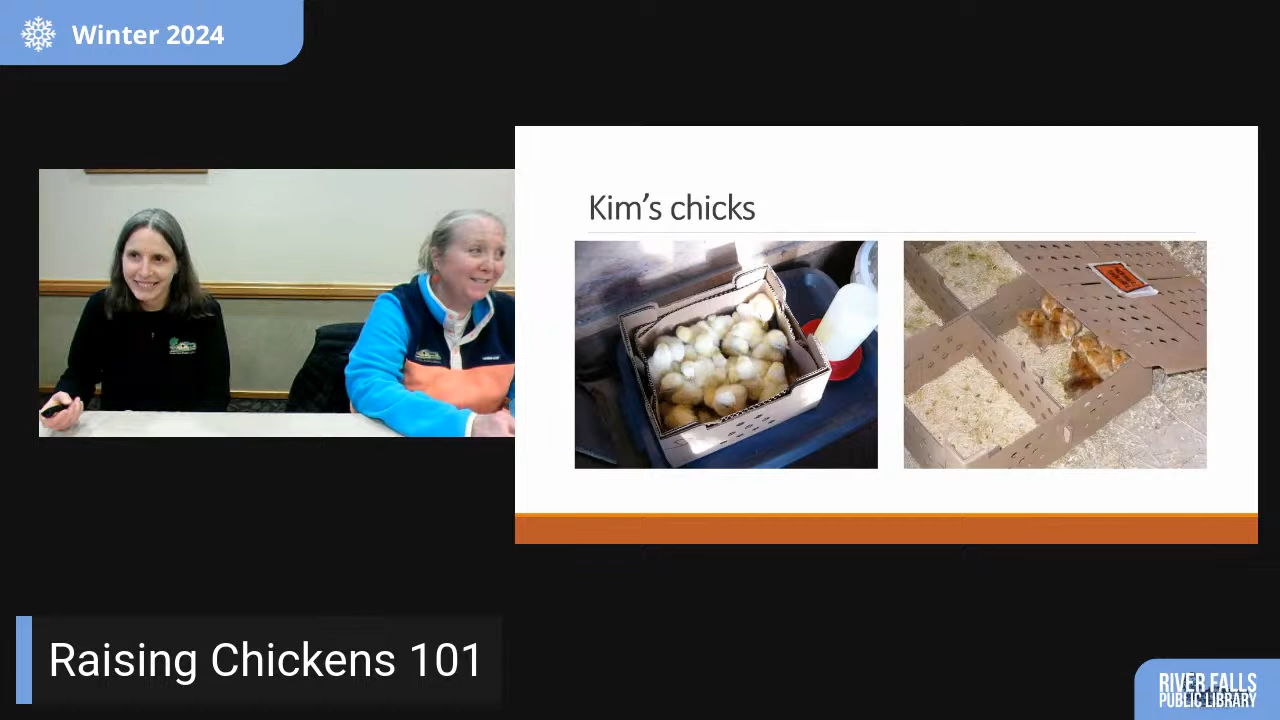 Winter 2024
Kim's chicks
Raising Chickens 101
RIVER FALLS
PUBLIC LIBRARY